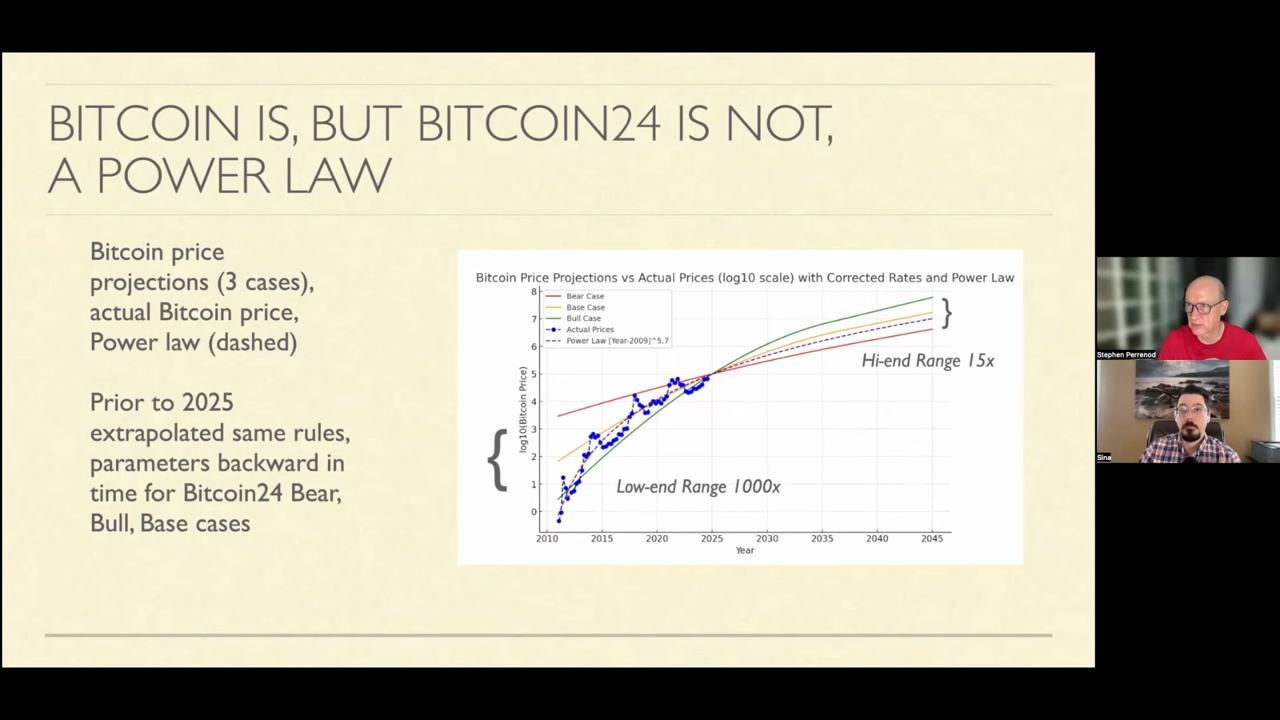 BITCOIN IS, BUT BITCOIN24 IS NOT,
A POWER LAW
Bitcoin price
projections (3 cases),
actual Bitcoin price,
Power law (dashed)
Prior to 2025
extrapolated same rules,
parameters backward in
time for Bitcoin24 Bear,
Bull, Base cases
Bitcoin Price Projections vs Actual Prices (log10 scale) with Corrected Rates and Power Law
Bear Case
Base Case
Bull Case
Actual Prices
Power Law [Year-2009]^5.7
log10(Bitcoin Price)
8
7
6
5
4
3
2
1
0
{
}
Hi-end Range 15x
Low-end Range 1000x
2010 2015 2020 2025 2030 2035 2040 2045
Year
Stephen Perrenod
Sina